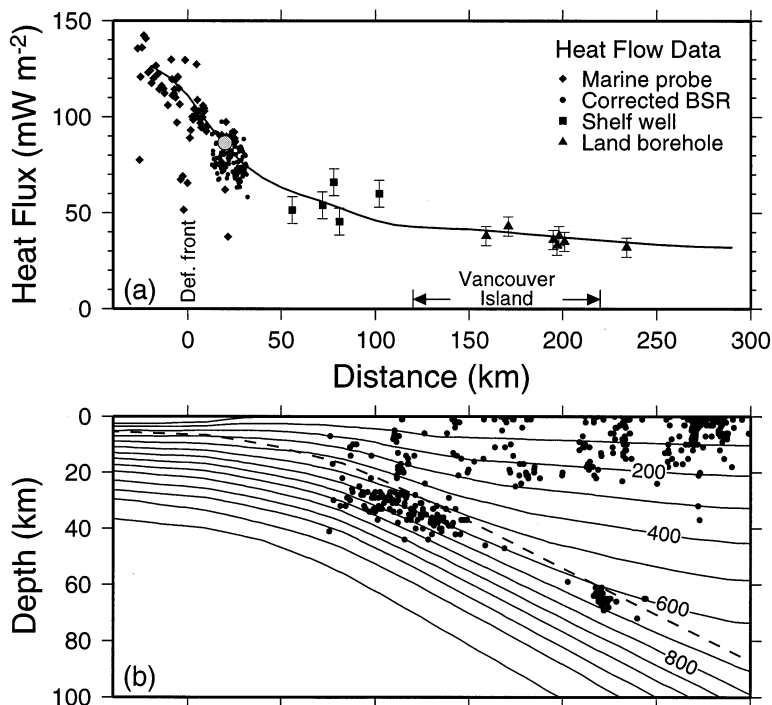 150
100
50
0
Heat Flux (mW m-2)
Heat Flow Data
Marine probe
Corrected BSR
Shelf well
Land borehole
Def. front
(a)
Vancouver
Island
0 50 100 150 200 250 300
Distance (km)
0
20
40
60
80
100
Depth (km)
200
400
600
800
(b)